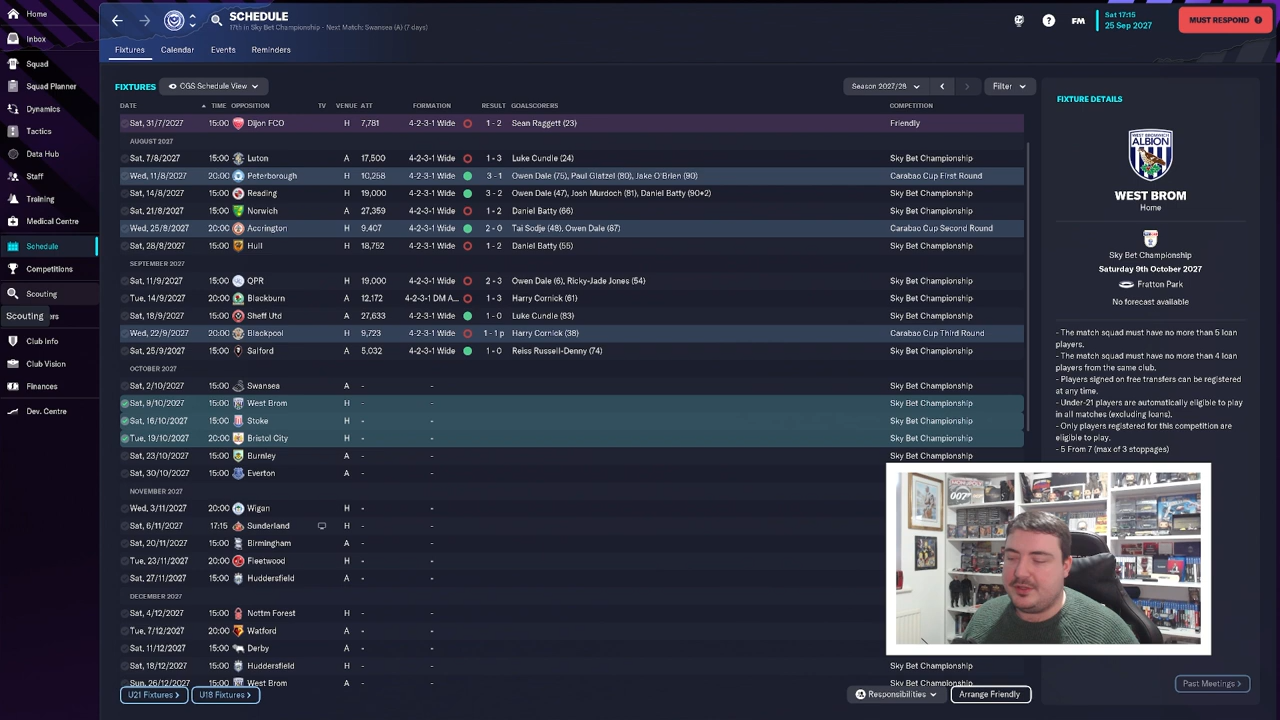 Home
Inbox
Squad
Squad Planner
Dynamics
Tactics
Data Hub
Staff
Training
Medical Centre
Schedule
Competitions
Scouting
Scouting
Club Info
Club Vision
Finances
Dev. Centre
SCHEDULE
17th in Sky Bet Championship - Next Match: Swansea (A) (7 days)
FM
Sat 17:15
25 Sep 2027
MUST RESPOND
Fixtures Calendar Events Reminders
FIXTURES CGS Schedule View Season 2027/28 Filter
DATE TIME OPPOSITION TV VENUE ATT FORMATION RESULT GOALSCORERS COMPETITION
Sat, 31/7/2027 15:00 Dijon FCO H 7,781 4-2-3-1 Wide 1 - 2 Sean Raggett (23) Friendly
AUGUST 2027
Sat, 7/8/2027 15:00 Luton A 17,500 4-2-3-1 Wide 1 - 3 Luke Cundle (24) Sky Bet Championship
Wed, 11/8/2027 20:00 Peterborough H 10,258 4-2-3-1 Wide 3 - 1 Owen Dale (75), Paul Glatzel (80), Jake O'Brien (90) Carabao Cup First Round
Sat, 14/8/2027 15:00 Reading H 19,000 4-2-3-1 Wide 3 - 2 Owen Dale (47), Josh Murdoch (81), Daniel Batty (90+2) Sky Bet Championship
Sat, 21/8/2027 15:00 Norwich A 27,359 4-2-3-1 Wide 1 - 2 Daniel Batty (66) Sky Bet Championship
Wed, 25/8/2027 20:00 Accrington H 9,407 4-2-3-1 Wide 2 - 0 Tai Sodje (48), Owen Dale (87) Carabao Cup Second Round
Sat, 28/8/2027 15:00 Hull H 18,752 4-2-3-1 Wide 1 - 2 Daniel Batty (55) Sky Bet Championship
SEPTEMBER 2027
Sat, 11/9/2027 15:00 QPR H 19,000 4-2-3-1 Wide 2 - 3 Owen Dale (6), Ricky-Jade Jones (54) Sky Bet Championship
Tue, 14/9/2027 20:00 Blackburn A 12,172 4-2-3-1 DM A... 1 - 3 Harry Cornick (61) Sky Bet Championship
Sat, 18/9/2027 15:00 Sheff Utd A 27,633 4-2-3-1 Wide 1 - 0 Luke Cundle (83) Sky Bet Championship
Wed, 22/9/2027 20:00 Blackpool H 9,723 4-2-3-1 Wide 1 - 1 p Harry Cornick (38) Carabao Cup Third Round
Sat, 25/9/2027 15:00 Salford A 5,032 4-2-3-1 Wide 1 - 0 Reiss Russell-Denny (74) Sky Bet Championship
OCTOBER 2027
Sat, 2/10/2027 15:00 Swansea A - - Sky Bet Championship
Sat, 9/10/2027 15:00 West Brom H - - Sky Bet Championship
Sat, 16/10/2027 15:00 Stoke H - - Sky Bet Championship
Tue, 19/10/2027 20:00 Bristol City H - - Sky Bet Championship
Sat, 23/10/2027 15:00 Burnley A - - Sky Bet Championship
Sat, 30/10/2027 15:00 Everton A - - Sky Bet Championship
NOVEMBER 2027
Wed, 3/11/2027 20:00 Wigan H - -
Sat, 6/11/2027 17:15 Sunderland H - -
Sat, 20/11/2027 15:00 Birmingham A - -
Tue, 23/11/2027 20:00 Fleetwood H - -
Sat, 27/11/2027 15:00 Huddersfield A - -
DECEMBER 2027
Sat, 4/12/2027 15:00 Nottm Forest H - -
Tue, 7/12/2027 20:00 Watford A - -
Sat, 11/12/2027 15:00 Derby A - -
Sat, 18/12/2027 15:00 Huddersfield H - - Sky Bet Championship
Sun, 26/12/2027 15:00 West Brom A - - Sky Bet Championship
U21 Fixtures > U18 Fixtures > Responsibilities Arrange Friendly
FIXTURE DETAILS
WEST BROMWICH
ALBION
WEST BROM
Home
Sky Bet Championship
Saturday 9th October 2027
Fratton Park
No forecast available
- The match squad must have no more than 5 loan
players.
- The match squad must have no more than 4 loan
players from the same club.
- Players signed on free transfers can be registered
at any time.
- Under-21 players are automatically eligible to play
in all matches (excluding loans).
- Only players registered for this competition are
eligible to play.
- 5 From 7 (max of 3 stoppages)
MONOPOLY
007
Past Meetings >